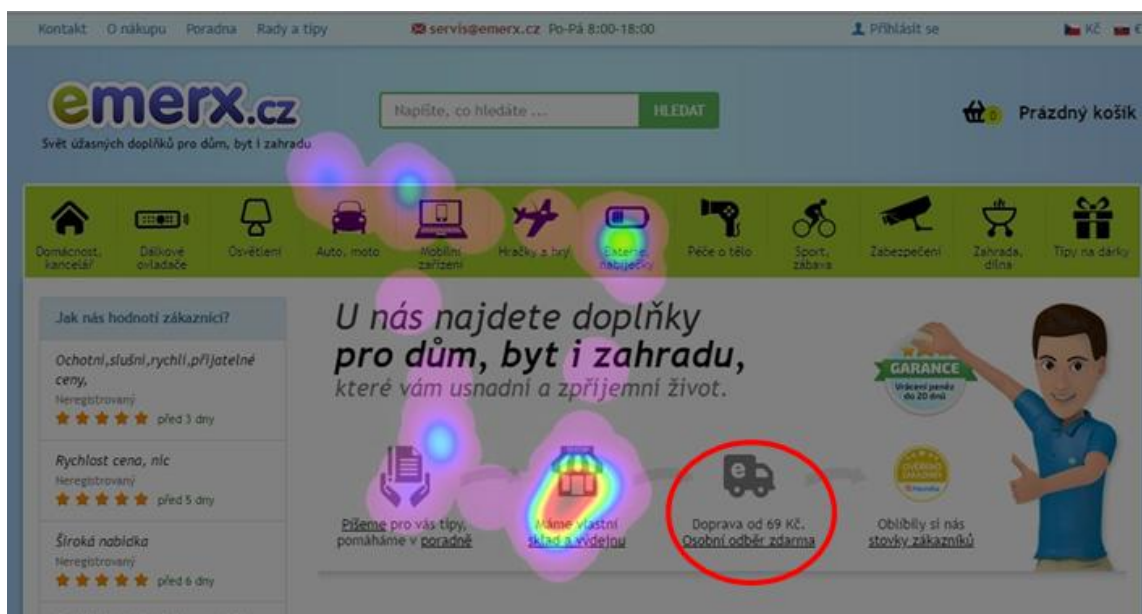 Kontakt O nákupu Poradna Rady a tipy servis@emerx.cz Po-Pá 8:00-18:00 Přihlásit se Kč €
emerx.cz
Svět úžasných doplňků pro dům, byt i zahradu
Napište, co hledáte ... HLEDAT
0 Prázdný košík
Domácnost, kancelář
Dálkové ovladače
Osvětlení
Auto, moto
Mobilní zařízení
Hračky a hry
Externí nabíječky
Péče o tělo
Sport, zábava
Zabezpečení
Zahrada, dílna
Tipy na dárky
Jak nás hodnotí zákazníci?
Ochotní,slušní,rychlí,přijatelné
ceny,
Neregistrovaný
před 3 dny
Rychlost cena, nic
Neregistrovaný
před 5 dny
Široká nabídka
Neregistrovaný
před 6 dny
U nás najdete doplňky
pro dům, byt i zahradu,
které vám usnadní a zpříjemní život.
GARANCE
Vrácení peněz
do 20 dnů
Píšeme pro vás tipy,
pomáháme v poradně
Máme vlastní
sklad a výdejnu
e
Doprava od 69 Kč.
Osobní odběr zdarma
OVĚŘENO
ZÁKAZNÍKY
Oblíbily si nás
stovky zákazníků